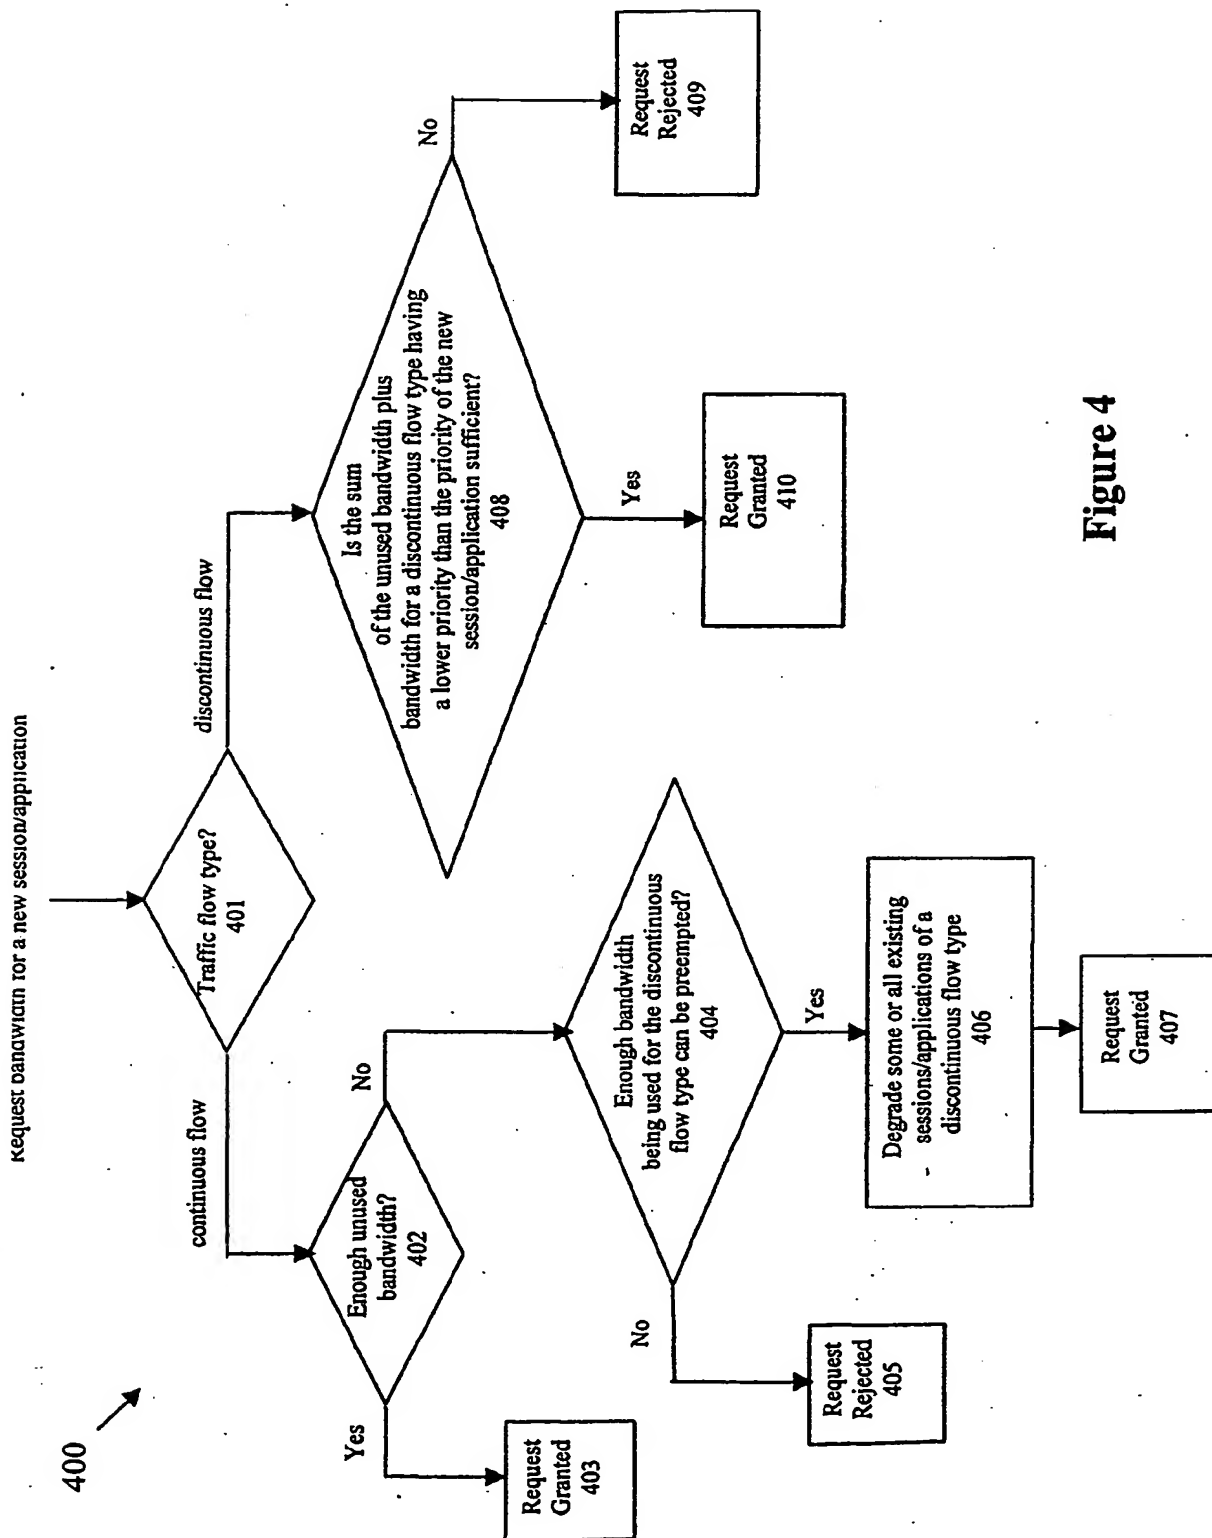 400
Request bandwidth for a new session/application
Traffic flow type?
401
continuous flow
discontinuous flow
Enough unused
bandwidth?
402
Yes
No
Request
Granted
403
Enough bandwidth
being used for the discontinuous
flow type can be preempted?
404
No
Yes
Request
Rejected
405
Degrade some or all existing
sessions/applications of a
discontinuous flow type
406
Request
Granted
407
Is the sum
of the unused bandwidth plus
bandwidth for a discontinuous flow type having
a lower priority than the priority of the new
session/application sufficient?
408
No
Yes
Request
Rejected
409
Request
Granted
410
Figure 4